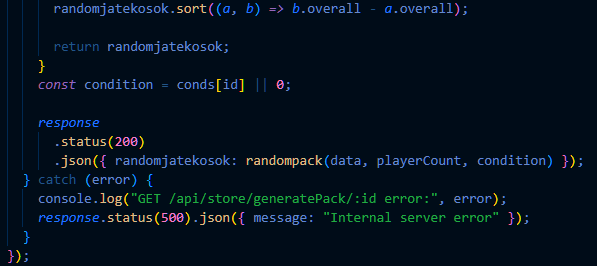 randomjatekosok.sort((a, b) => b.overall - a.overall);
return randomjatekosok;
}
const condition = conds[id] || 0;
response
.status(200)
.json({ randomjatekosok: randompack(data, playerCount, condition) });
} catch (error) {
console.log("GET /api/store/generatePack/:id error:", error);
response.status(500).json({ message: "Internal server error" });
}
});